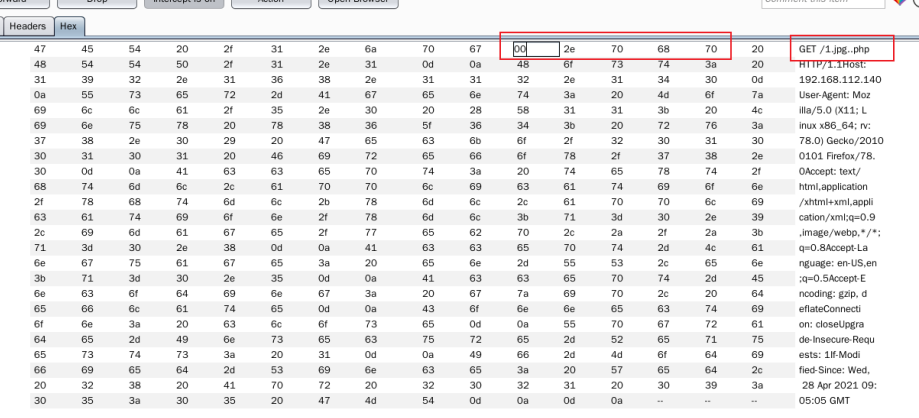 orward Drop Intercept is on Action Open Browser Comment this item
Headers Hex
47 45 54 20 2f 31 2e 6a 70 67 00 2e 70 68 70 20 GET /1.jpg..php
48 54 54 50 2f 31 2e 31 0d 0a 48 6f 73 74 3a 20 HTTP/1.1Host:
31 39 32 2e 31 36 38 2e 31 31 32 2e 31 34 30 0d 192.168.112.140
0a 55 73 65 72 2d 41 67 65 6e 74 3a 20 4d 6f 7a User-Agent: Moz
69 6c 6c 61 2f 35 2e 30 20 28 58 31 31 3b 20 4c illa/5.0 (X11; L
69 6e 75 78 20 78 38 36 5f 36 34 3b 20 72 76 3a inux x86_64; rv:
37 38 2e 30 29 20 47 65 63 6b 6f 2f 32 30 31 30 78.0) Gecko/2010
30 31 30 31 20 46 69 72 65 66 6f 78 2f 37 38 2e 0101 Firefox/78.
30 0d 0a 41 63 63 65 70 74 3a 20 74 65 78 74 2f 0Accept: text/
68 74 6d 6c 2c 61 70 70 6c 69 63 61 74 69 6f 6e html,application
2f 78 68 74 6d 6c 2b 78 6d 6c 2c 61 70 70 6c 69 /xhtml+xml,appli
63 61 74 69 6f 6e 2f 78 6d 6c 3b 71 3d 30 2e 39 cation/xml;q=0.9
2c 69 6d 61 67 65 2f 77 65 62 70 2c 2a 2f 2a 3b ,image/webp,*/*;
71 3d 30 2e 38 0d 0a 41 63 63 65 70 74 2d 4c 61 q=0.8Accept-La
6e 67 75 61 67 65 3a 20 65 6e 2d 55 53 2c 65 6e nguage: en-US,en
3b 71 3d 30 2e 35 0d 0a 41 63 63 65 70 74 2d 45 ;q=0.5Accept-E
6e 63 6f 64 69 6e 67 3a 20 67 7a 69 70 2c 20 64 ncoding: gzip, d
65 66 6c 61 74 65 0d 0a 43 6f 6e 6e 65 63 74 69 eflateConnecti
6f 6e 3a 20 63 6c 6f 73 65 0d 0a 55 70 67 72 61 on: closeUpgra
64 65 2d 49 6e 73 65 63 75 72 65 2d 52 65 71 75 de-Insecure-Requ
65 73 74 73 3a 20 31 0d 0a 49 66 2d 4d 6f 64 69 ests: 1If-Modi
66 69 65 64 2d 53 69 6e 63 65 3a 20 57 65 64 2c fied-Since: Wed,
20 32 38 20 41 70 72 20 32 30 32 31 20 30 39 3a 28 Apr 2021 09:
30 35 3a 30 35 20 47 4d 54 0d 0a 0d 0a -- -- -- 05:05 GMT